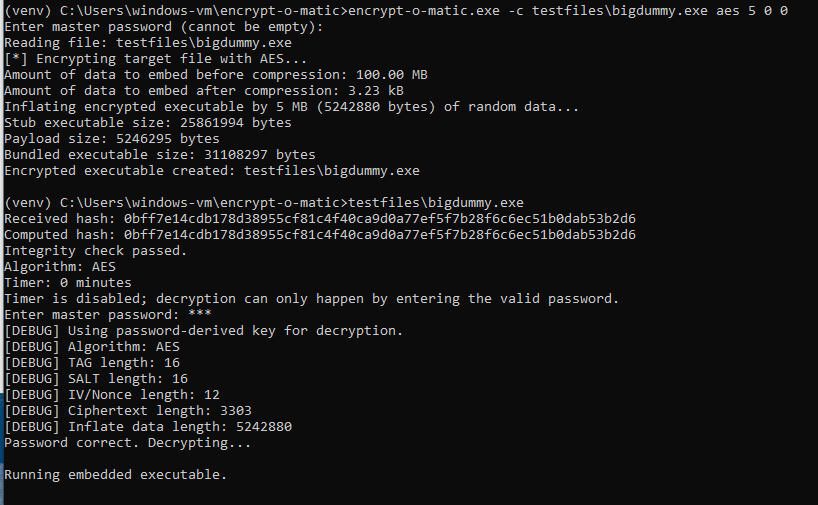 (venv) C:\Users\windows-vm\encrypt-o-matic>encrypt-o-matic.exe -c testfiles\bigdummy.exe aes 5 0 0
Enter master password (cannot be empty):
Reading file: testfiles\bigdummy.exe
[*] Encrypting target file with AES...
Amount of data to embed before compression: 100.00 MB
Amount of data to embed after compression: 3.23 kB
Inflating encrypted executable by 5 MB (5242880 bytes) of random data...
Stub executable size: 25861994 bytes
Payload size: 5246295 bytes
Bundled executable size: 31108297 bytes
Encrypted executable created: testfiles\bigdummy.exe
(venv) C:\Users\windows-vm\encrypt-o-matic>testfiles\bigdummy.exe
Received hash: 0bff7e14cdb178d38955cf81c4f40ca9d0a77ef5f7b28f6c6ec51b0dab53b2d6
Computed hash: 0bff7e14cdb178d38955cf81c4f40ca9d0a77ef5f7b28f6c6ec51b0dab53b2d6
Integrity check passed.
Algorithm: AES
Timer: 0 minutes
Timer is disabled; decryption can only happen by entering the valid password.
Enter master password: ***
[DEBUG] Using password-derived key for decryption.
[DEBUG] Algorithm: AES
[DEBUG] TAG length: 16
[DEBUG] SALT length: 16
[DEBUG] IV/Nonce length: 12
[DEBUG] Ciphertext length: 3303
[DEBUG] Inflate data length: 5242880
Password correct. Decrypting...
Running embedded executable.